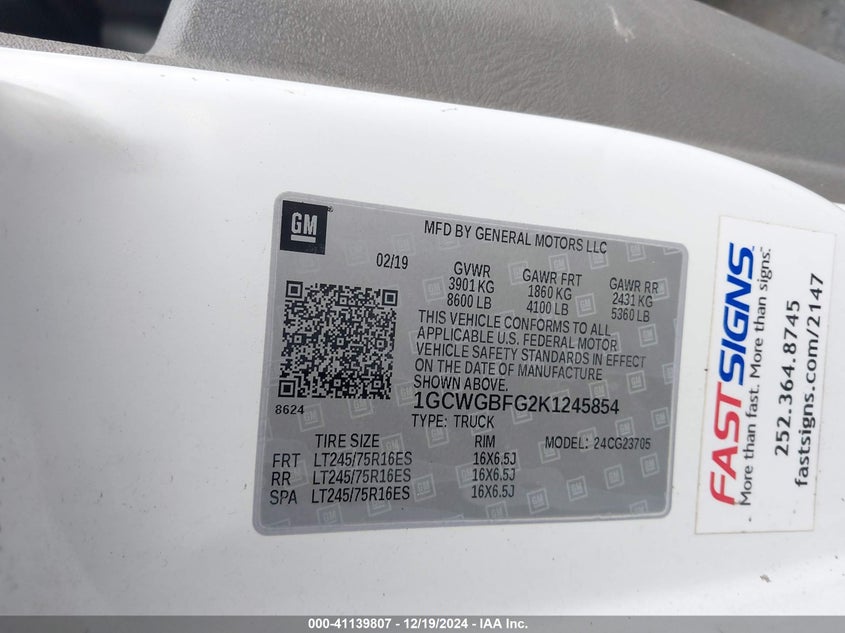 GM
MFD BY GENERAL MOTORS LLC
02/19
GVWR GAWR FRT GAWR RR
3901 KG 1860 KG 2431 KG
8600 LB 4100 LB 5360 LB
THIS VEHICLE CONFORMS TO ALL
APPLICABLE U.S. FEDERAL MOTOR
VEHICLE SAFETY STANDARDS IN EFFECT
ON THE DATE OF MANUFACTURE
SHOWN ABOVE.
8624
1GCWGBFG2K1245854
TYPE: TRUCK
MODEL: 24CG23705
TIRE SIZE RIM
FRT LT245/75R16ES 16X6.5J
RR LT245/75R16ES 16X6.5J
SPA LT245/75R16ES 16X6.5J
FASTSIGNS
More than fast. More than signs.
252.364.8745
fastsigns.com/2147
000-41139807 - 12/19/2024 - IAA Inc.